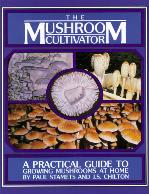 THE
MUSHROOM
CULTIVATOR
A PRACTICAL GUIDE TO
GROWING MUSHROOMS AT HOME
BY PAUL STAMETS AND J.S. CHILTON